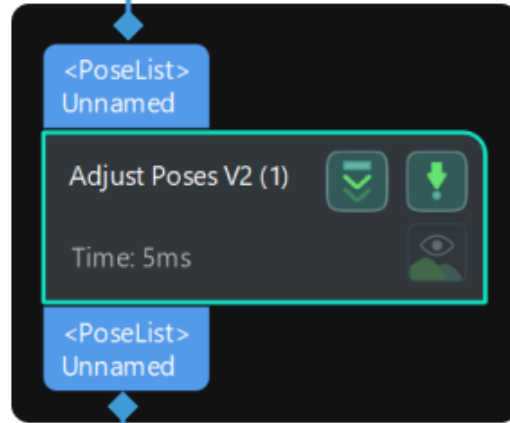 <PoseList>
Unnamed
Adjust Poses V2 (1)
Time: 5ms
<PoseList>
Unnamed